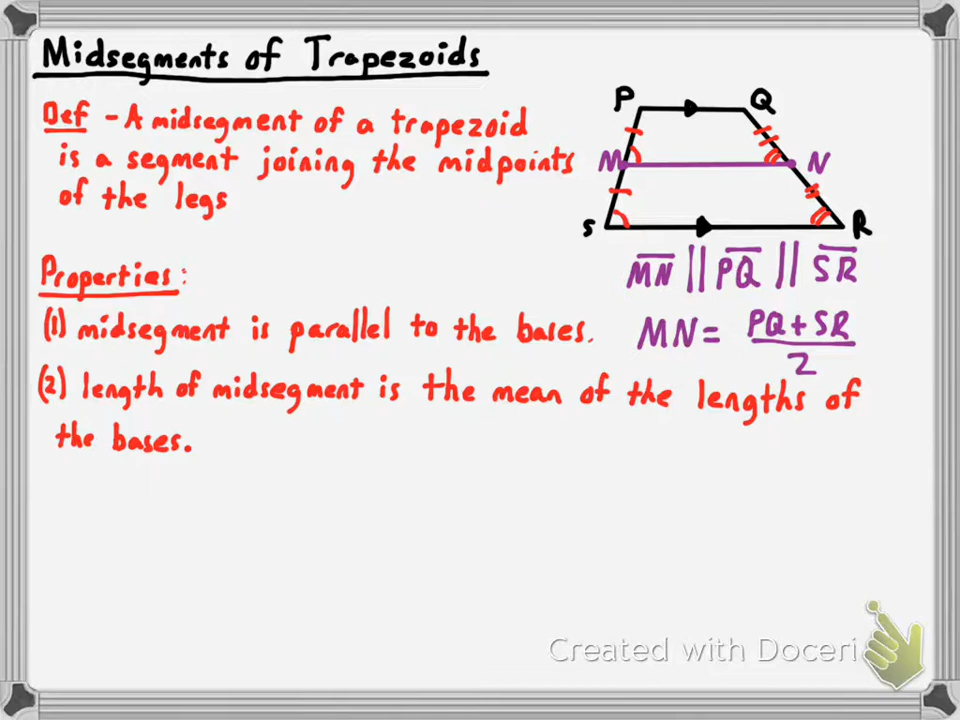 Midsegments of Trapezoids
Def - A midsegment of a trapezoid
is a segment joining the midpoints
of the legs
P
Q
M
N
S
R
Properties:
MN || PQ || SR
(1) midsegment is parallel to the bases.
MN = PQ + SR
2
(2) length of midsegment is the mean of the lengths of
the bases.
Created with Doceri